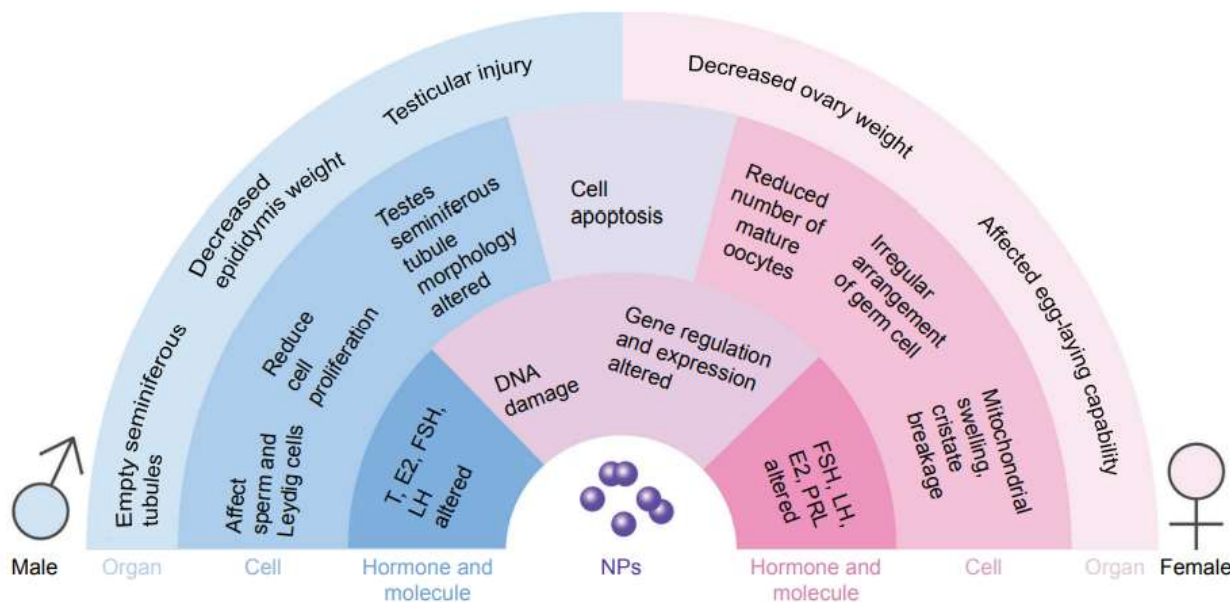 Testicular injury
Decreased
epididymis weight
Empty seminiferous
tubules
Decreased ovary weight
Affected egg-laying capability
Testes
seminiferous
tubule
morphology
altered
Reduce
cell
proliferation
Affect
sperm and
Leydig cells
Cell
apoptosis
Reduced
number of
mature
oocytes
Irregular
arrangement
of germ cell
Mitochondrial
swelling,
cristate
breakage
DNA
damage
Gene regulation
and expression
altered
T, E2, FSH,
LH
altered
FSH, LH,
E2, PRL
altered
Male
Organ
Cell
Hormone and
molecule
NPs
Hormone and
molecule
Cell
Organ
Female